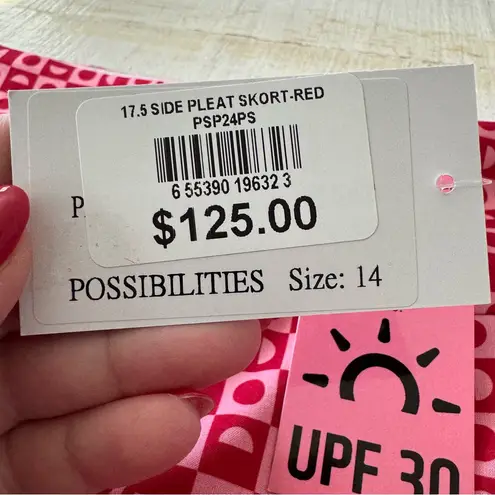 17.5 SIDE PLEAT SKORT-RED
PSP24PS
6 55390 19632 3
$125.00
P
POSSIBILITIES Size: 14
UPF 30